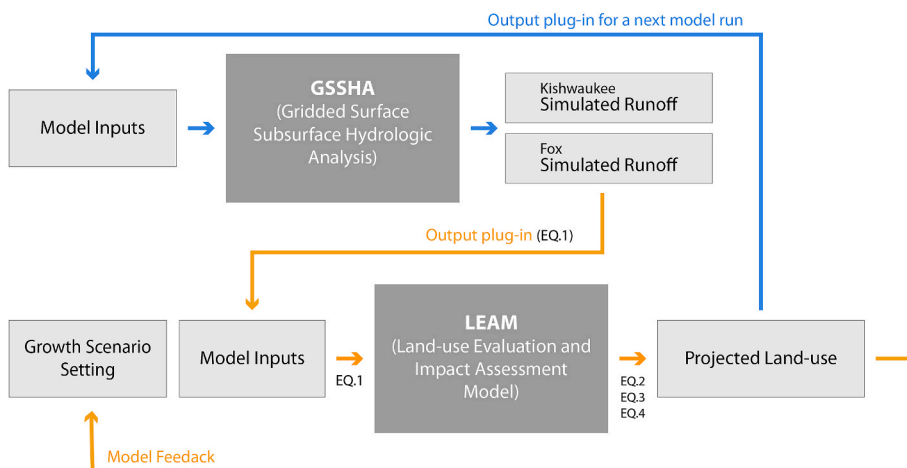 Output plug-in for a next model run
Model Inputs
GSSHA
(Gridded Surface
Subsurface Hydrologic
Analysis)
Kishwaukee
Simulated Runoff
Fox
Simulated Runoff
Output plug-in (EQ.1)
Growth Scenario
Setting
Model Inputs
EQ.1
LEAM
(Land-use Evaluation and
Impact Assessment
Model)
EQ.2
EQ.3
EQ.4
Projected Land-use
Model Feedack